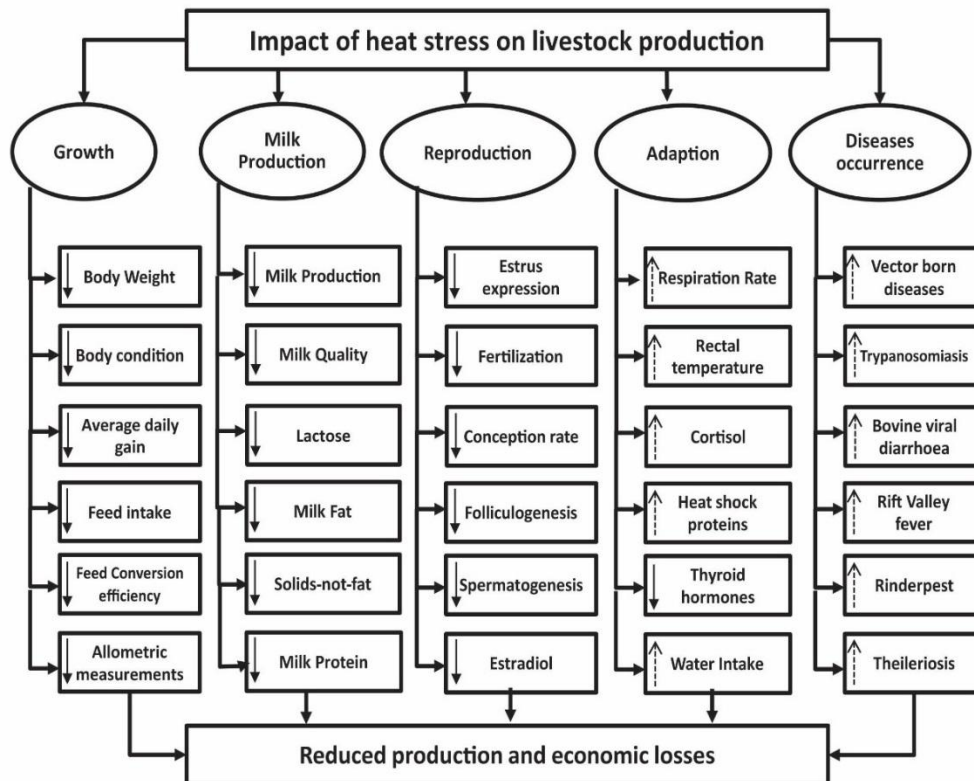 Impact of heat stress on livestock production
Growth
Milk
Production
Reproduction
Adaption
Diseases
occurrence
Body Weight
Body condition
Average daily
gain
Feed intake
Feed Conversion
efficiency
Allometric
measurements
Milk Production
Milk Quality
Lactose
Milk Fat
Solids-not-fat
Milk Protein
Estrus
expression
Fertilization
Conception rate
Folliculogenesis
Spermatogenesis
Estradiol
Respiration Rate
Rectal
temperature
Cortisol
Heat shock
proteins
Thyroid
hormones
Water Intake
Vector born
diseases
Trypanosomiasis
Bovine viral
diarrhoea
Rift Valley
fever
Rinderpest
Theileriosis
Reduced production and economic losses